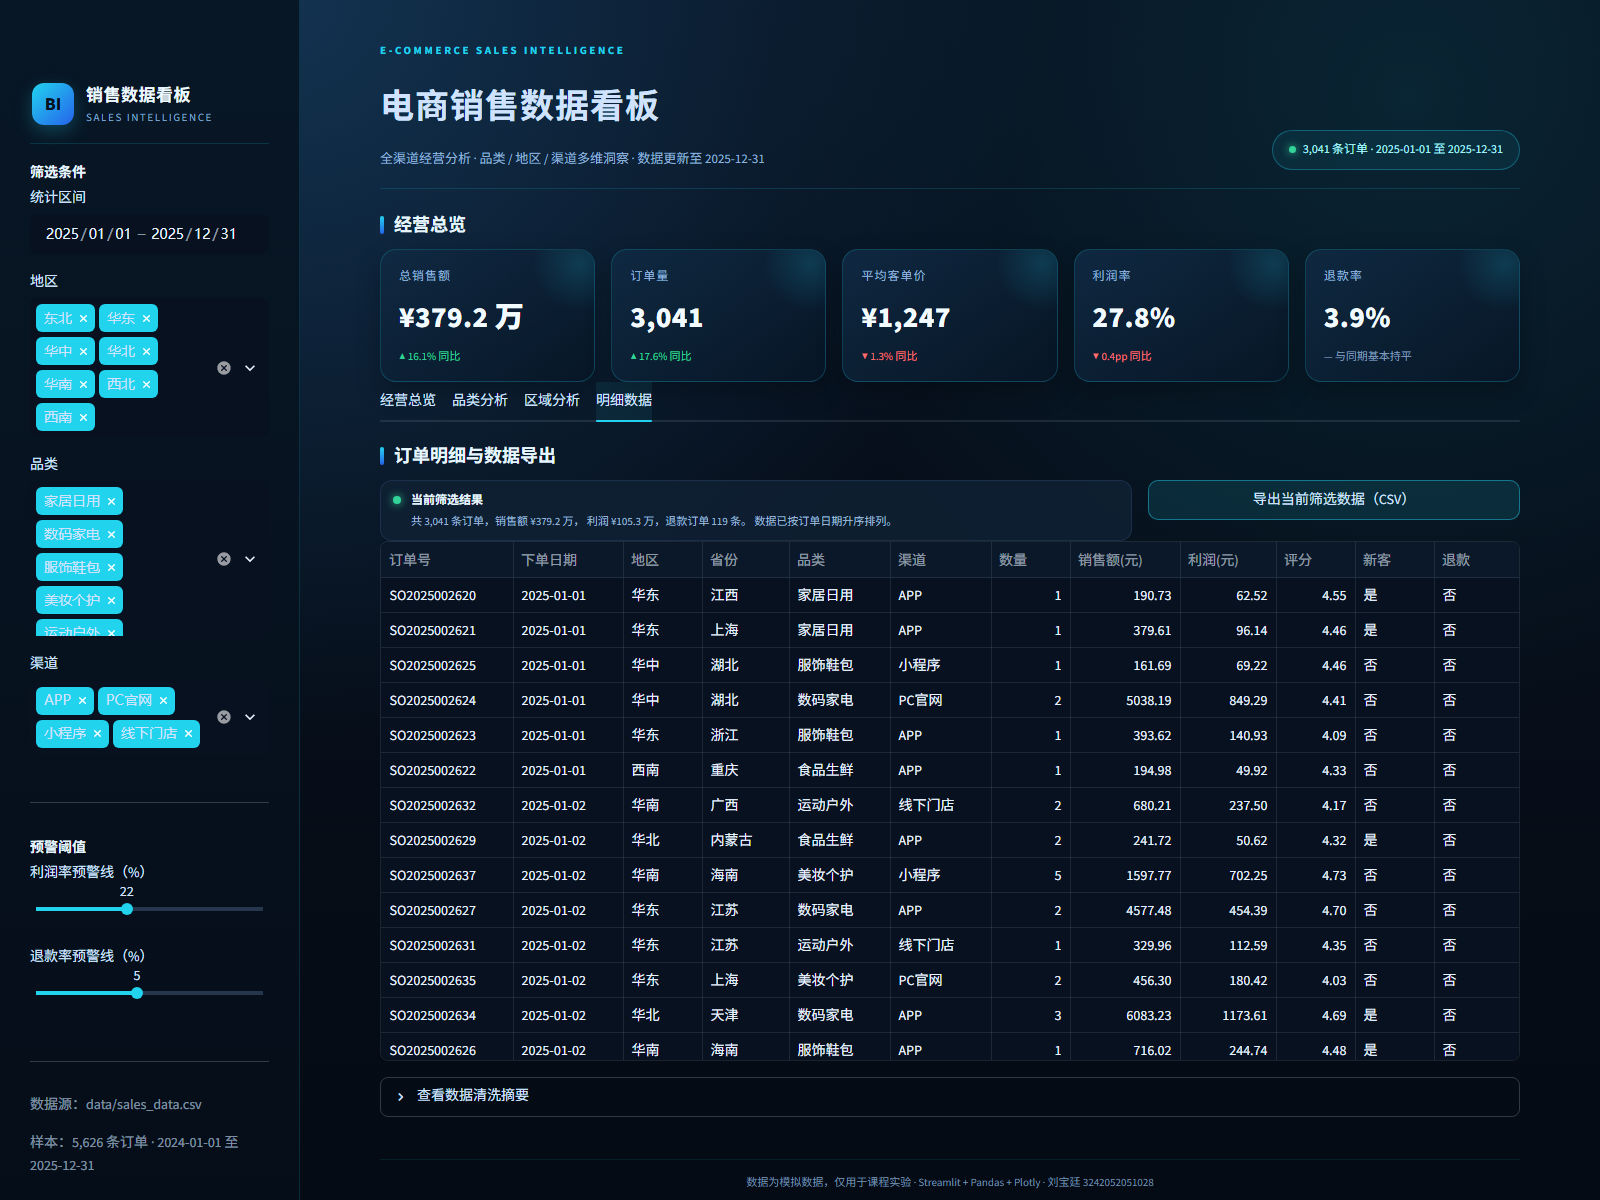 BI
销售数据看板
SALES INTELLIGENCE
筛选条件
统计区间
2025/01/01 – 2025/12/31
地区
东北 × 华东 ×
华中 × 华北 ×
华南 × 西北 ×
西南 ×
品类
家居日用 ×
数码家电 ×
服饰鞋包 ×
美妆个护 ×
运动户外 ×
渠道
APP × PC官网 ×
小程序 × 线下门店 ×
预警阈值
利润率预警线（%）
22
退款率预警线（%）
5
数据源：data/sales_data.csv
样本：5,626 条订单 · 2024-01-01 至
2025-12-31
E-COMMERCE SALES INTELLIGENCE
电商销售数据看板
全渠道经营分析 · 品类 / 地区 / 渠道多维洞察 · 数据更新至 2025-12-31
3,041 条订单 · 2025-01-01 至 2025-12-31
经营总览
总销售额 订单量 平均客单价 利润率 退款率
¥379.2 万 3,041 ¥1,247 27.8% 3.9%
▲ 16.1% 同比 ▲ 17.6% 同比 ▼ 1.3% 同比 ▼ 0.4pp 同比 — 与同期基本持平
经营总览 品类分析 区域分析 明细数据
订单明细与数据导出
当前筛选结果
共 3,041 条订单，销售额 ¥379.2 万， 利润 ¥105.3 万，退款订单 119 条。 数据已按订单日期升序排列。
导出当前筛选数据（CSV）
订单号 下单日期 地区 省份 品类 渠道 数量 销售额(元) 利润(元) 评分 新客 退款
SO2025002620 2025-01-01 华东 江西 家居日用 APP 1 190.73 62.52 4.55 是 否
SO2025002621 2025-01-01 华东 上海 家居日用 APP 1 379.61 96.14 4.46 是 否
SO2025002625 2025-01-01 华中 湖北 服饰鞋包 小程序 1 161.69 69.22 4.46 否 否
SO2025002624 2025-01-01 华中 湖北 数码家电 PC官网 2 5038.19 849.29 4.41 否 否
SO2025002623 2025-01-01 华东 浙江 服饰鞋包 APP 1 393.62 140.93 4.09 否 否
SO2025002622 2025-01-01 西南 重庆 食品生鲜 APP 1 194.98 49.92 4.33 否 否
SO2025002632 2025-01-02 华南 广西 运动户外 线下门店 2 680.21 237.50 4.17 否 否
SO2025002629 2025-01-02 华北 内蒙古 食品生鲜 APP 2 241.72 50.62 4.32 是 否
SO2025002637 2025-01-02 华南 海南 美妆个护 小程序 5 1597.77 702.25 4.73 否 否
SO2025002627 2025-01-02 华东 江苏 数码家电 APP 2 4577.48 454.39 4.70 否 否
SO2025002631 2025-01-02 华东 江苏 运动户外 线下门店 1 329.96 112.59 4.35 否 否
SO2025002635 2025-01-02 华东 上海 美妆个护 PC官网 2 456.30 180.42 4.03 否 否
SO2025002634 2025-01-02 华北 天津 数码家电 APP 3 6083.23 1173.61 4.69 是 否
SO2025002626 2025-01-02 华南 海南 服饰鞋包 APP 1 716.02 244.74 4.48 是 否
查看数据清洗摘要
数据为模拟数据，仅用于课程实验 · Streamlit + Pandas + Plotly · 刘宝廷 3242052051028